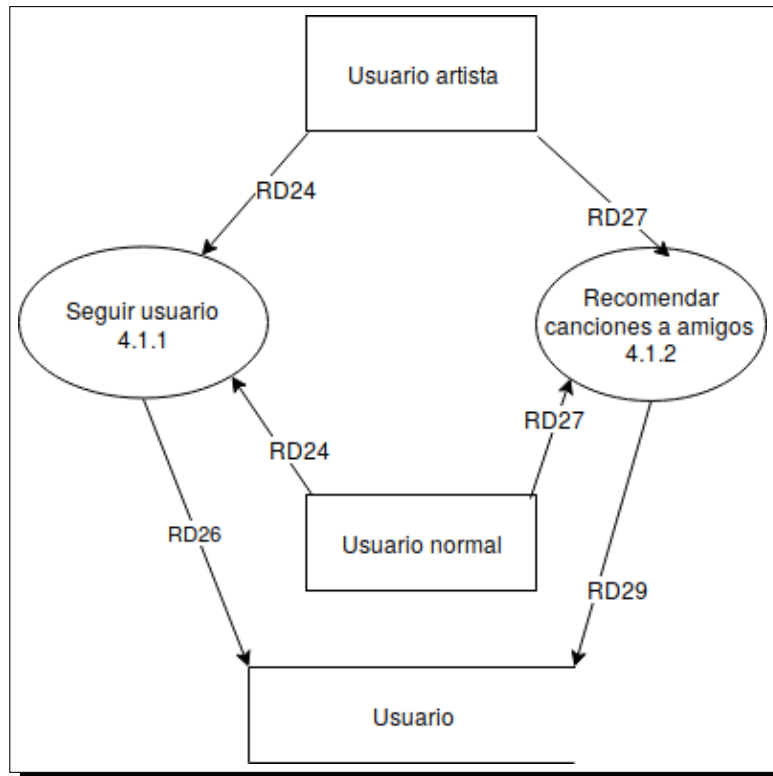 Usuario artista
RD24
RD27
Seguir usuario
4.1.1
Recomendar
canciones a amigos
4.1.2
RD24
RD27
RD26
Usuario normal
RD29
Usuario